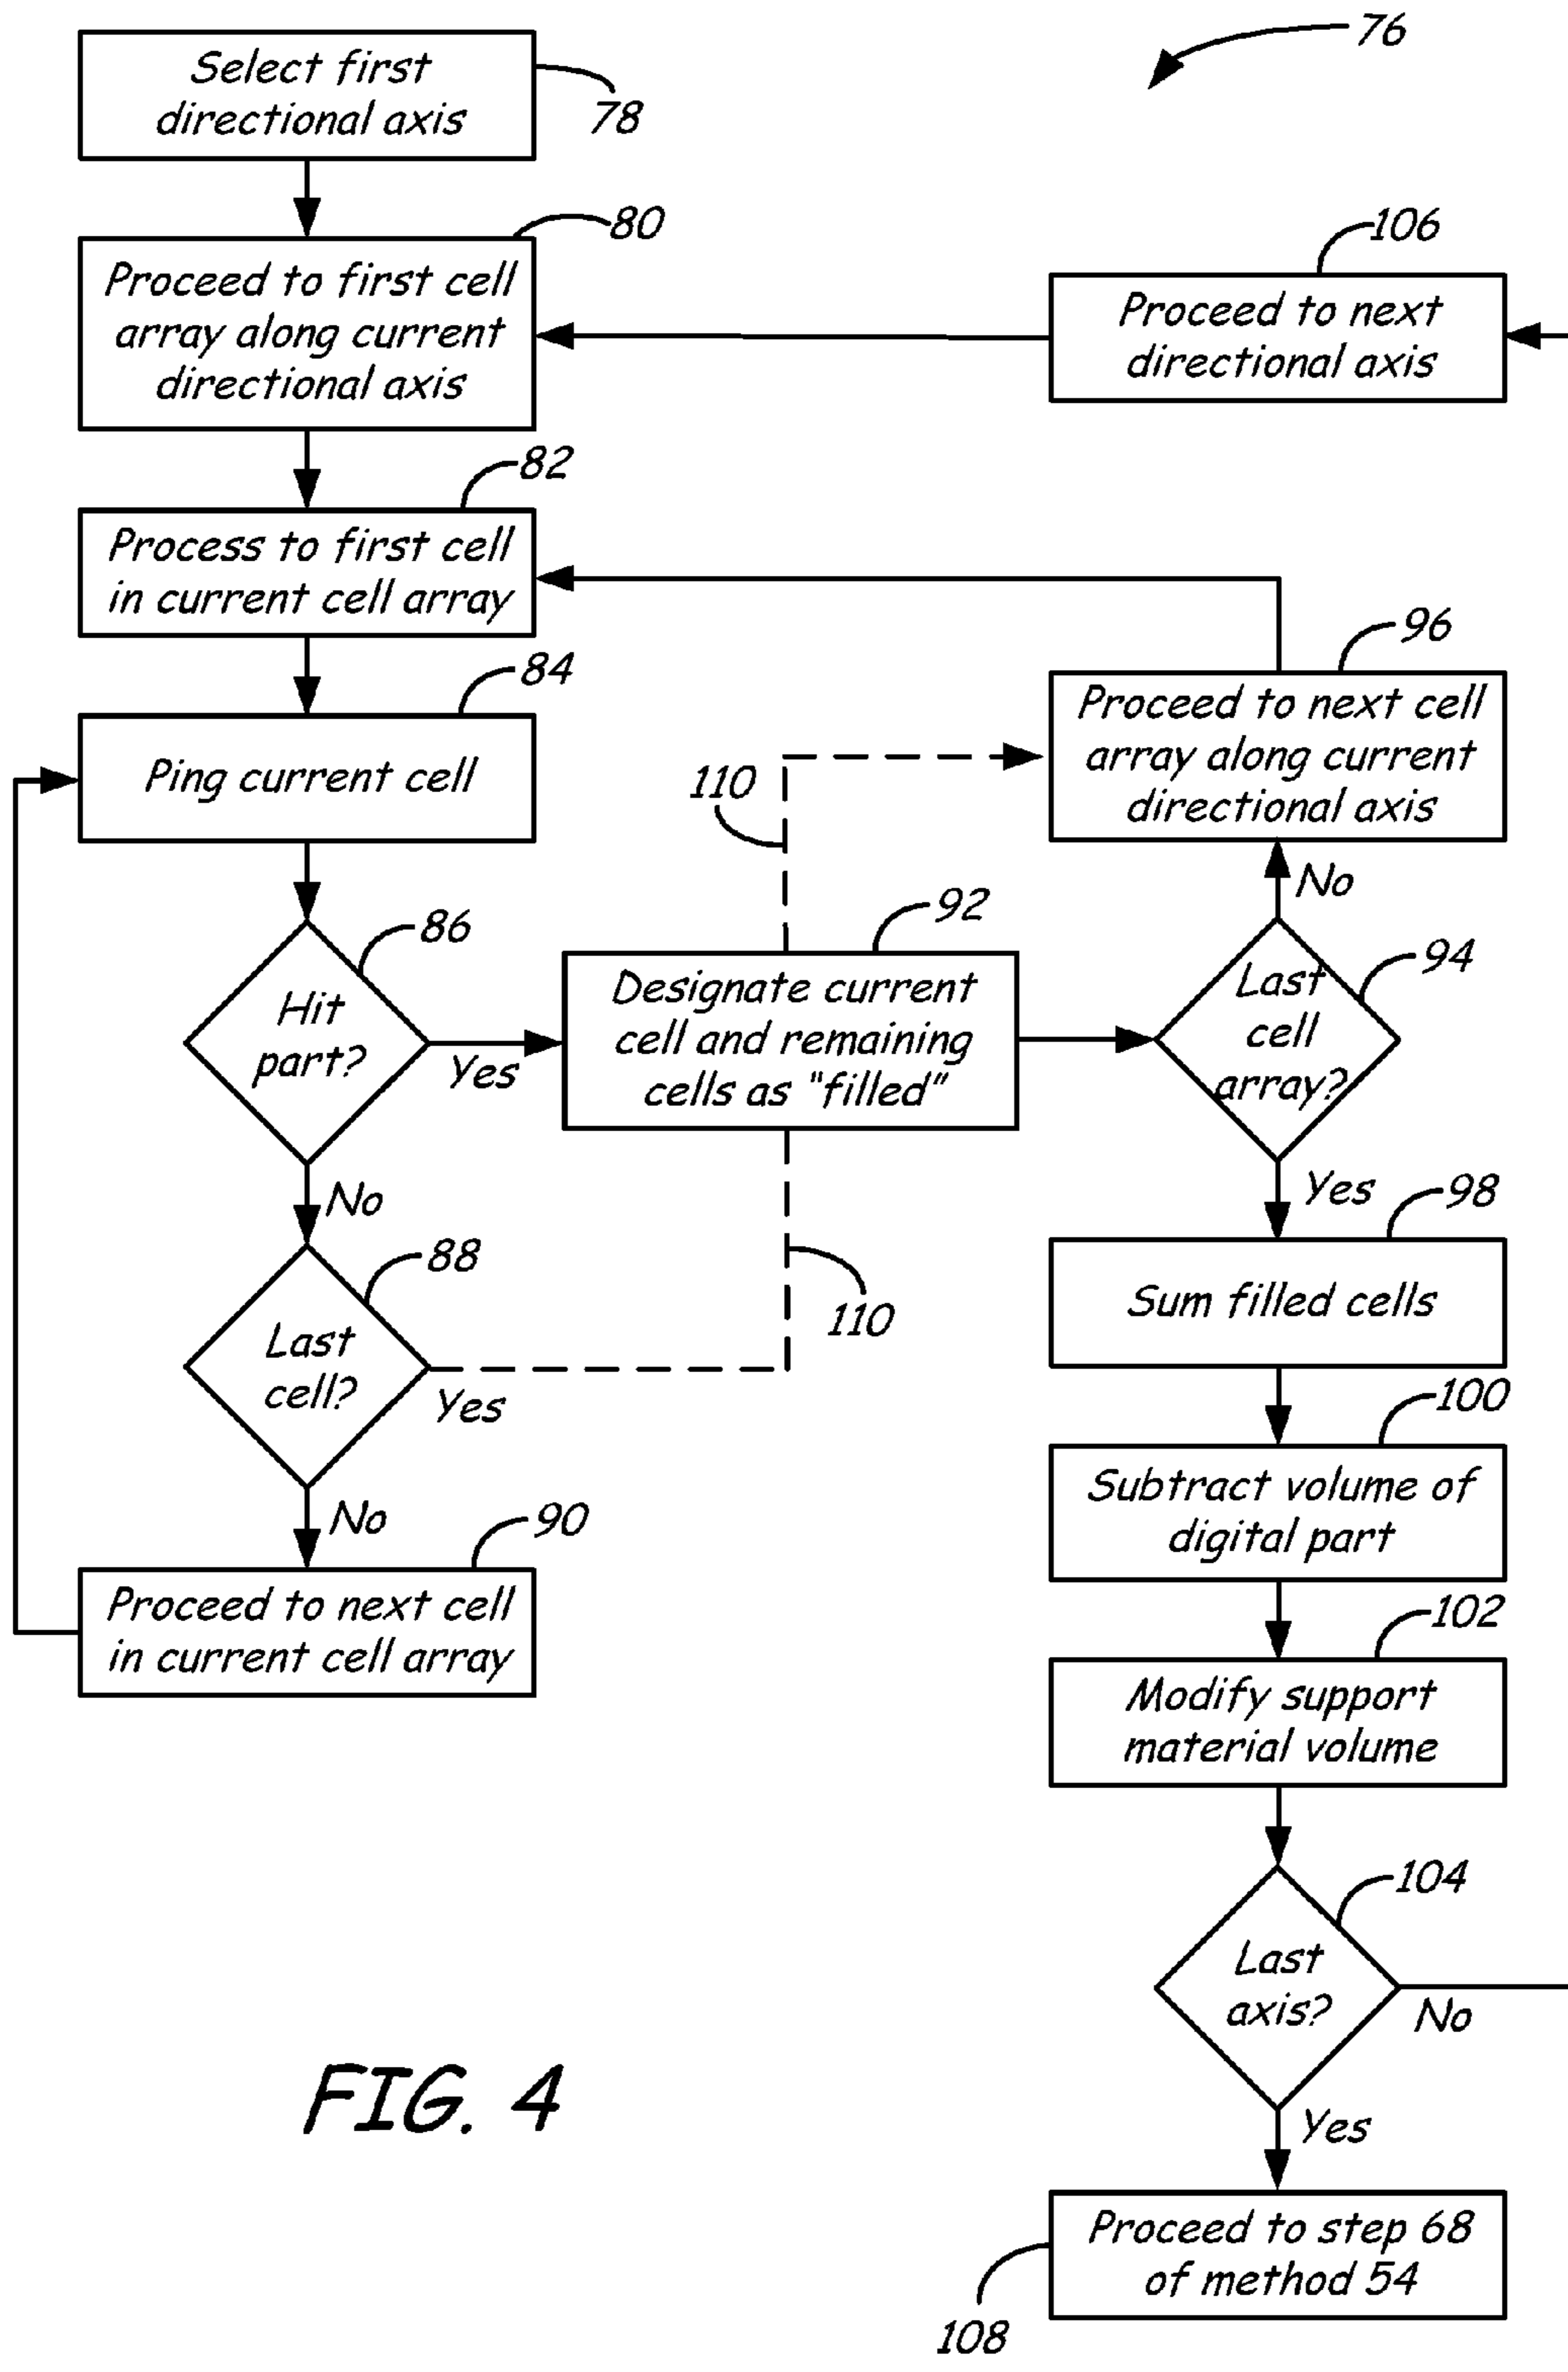 76
Select first
directional axis
78
80
Proceed to first cell
array along current
directional axis
106
Proceed to next
directional axis
82
Process to first cell
in current cell array
84
Ping current cell
96
Proceed to next cell
array along current
directional axis
110
No
86
Hit
part?
Yes
92
Designate current
cell and remaining
cells as "filled"
94
Last
cell
array?
Yes
No
88
Last
cell?
Yes
110
98
Sum filled cells
100
Subtract volume of
digital part
No
90
Proceed to next cell
in current cell array
102
Modify support
material volume
104
Last
axis?
No
Yes
FIG. 4
Proceed to step 68
of method 54
108